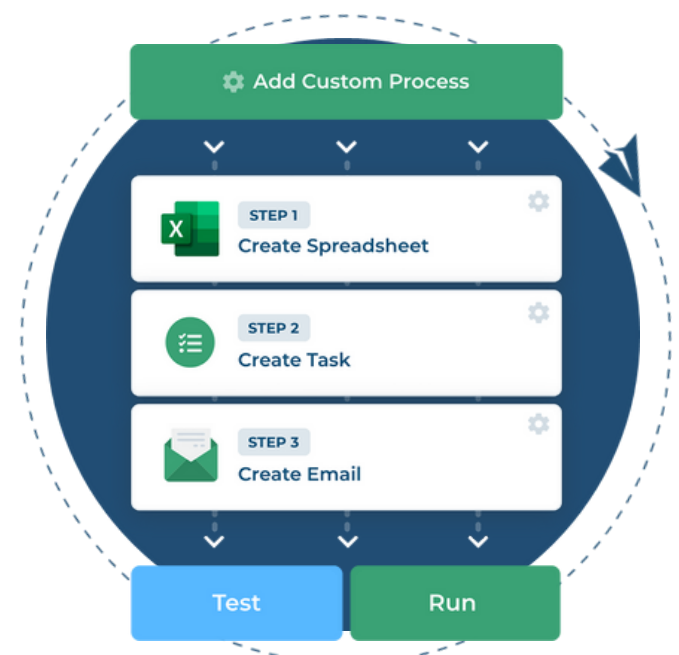 Add Custom Process
X
STEP 1
Create Spreadsheet
STEP 2
Create Task
STEP 3
Create Email
Test
Run